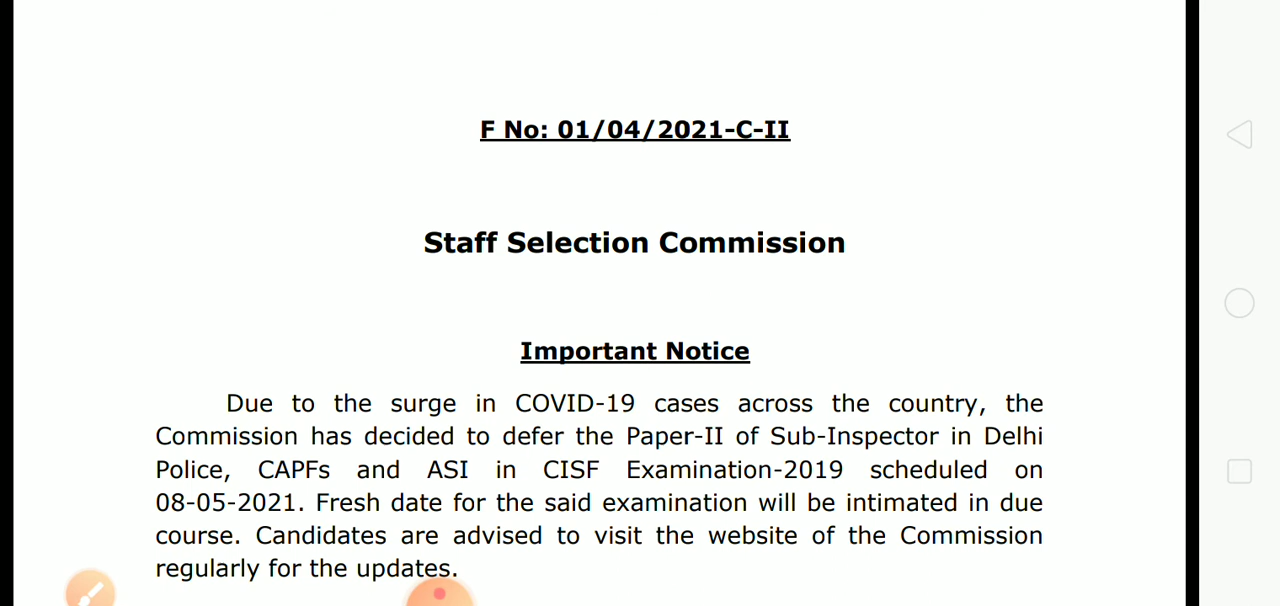 F No: 01/04/2021-C-II
Staff Selection Commission
Important Notice
Due to the surge in COVID-19 cases across the country, the
Commission has decided to defer the Paper-II of Sub-Inspector in Delhi
Police, CAPFs and ASI in CISF Examination-2019 scheduled on
08-05-2021. Fresh date for the said examination will be intimated in due
course. Candidates are advised to visit the website of the Commission
regularly for the updates.